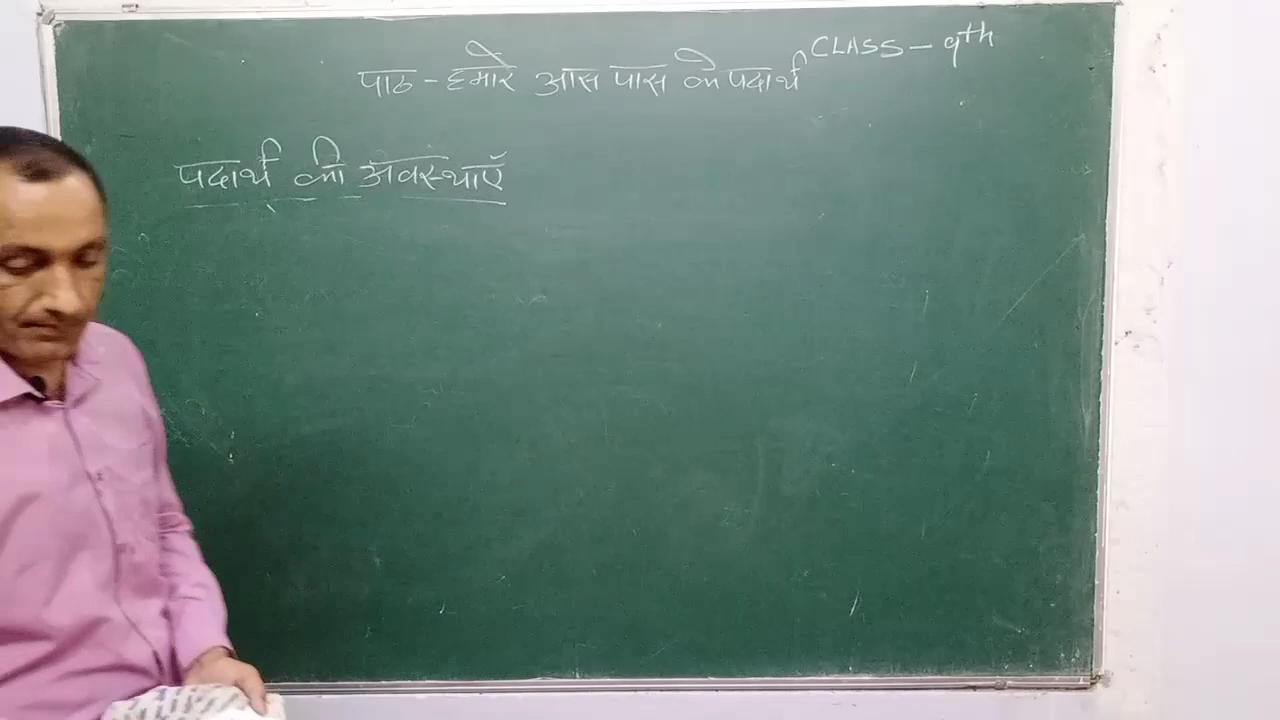 CLASS - 9th
पाठ - हमारे आस पास के पदार्थ
पदार्थ की अवस्थाएँ